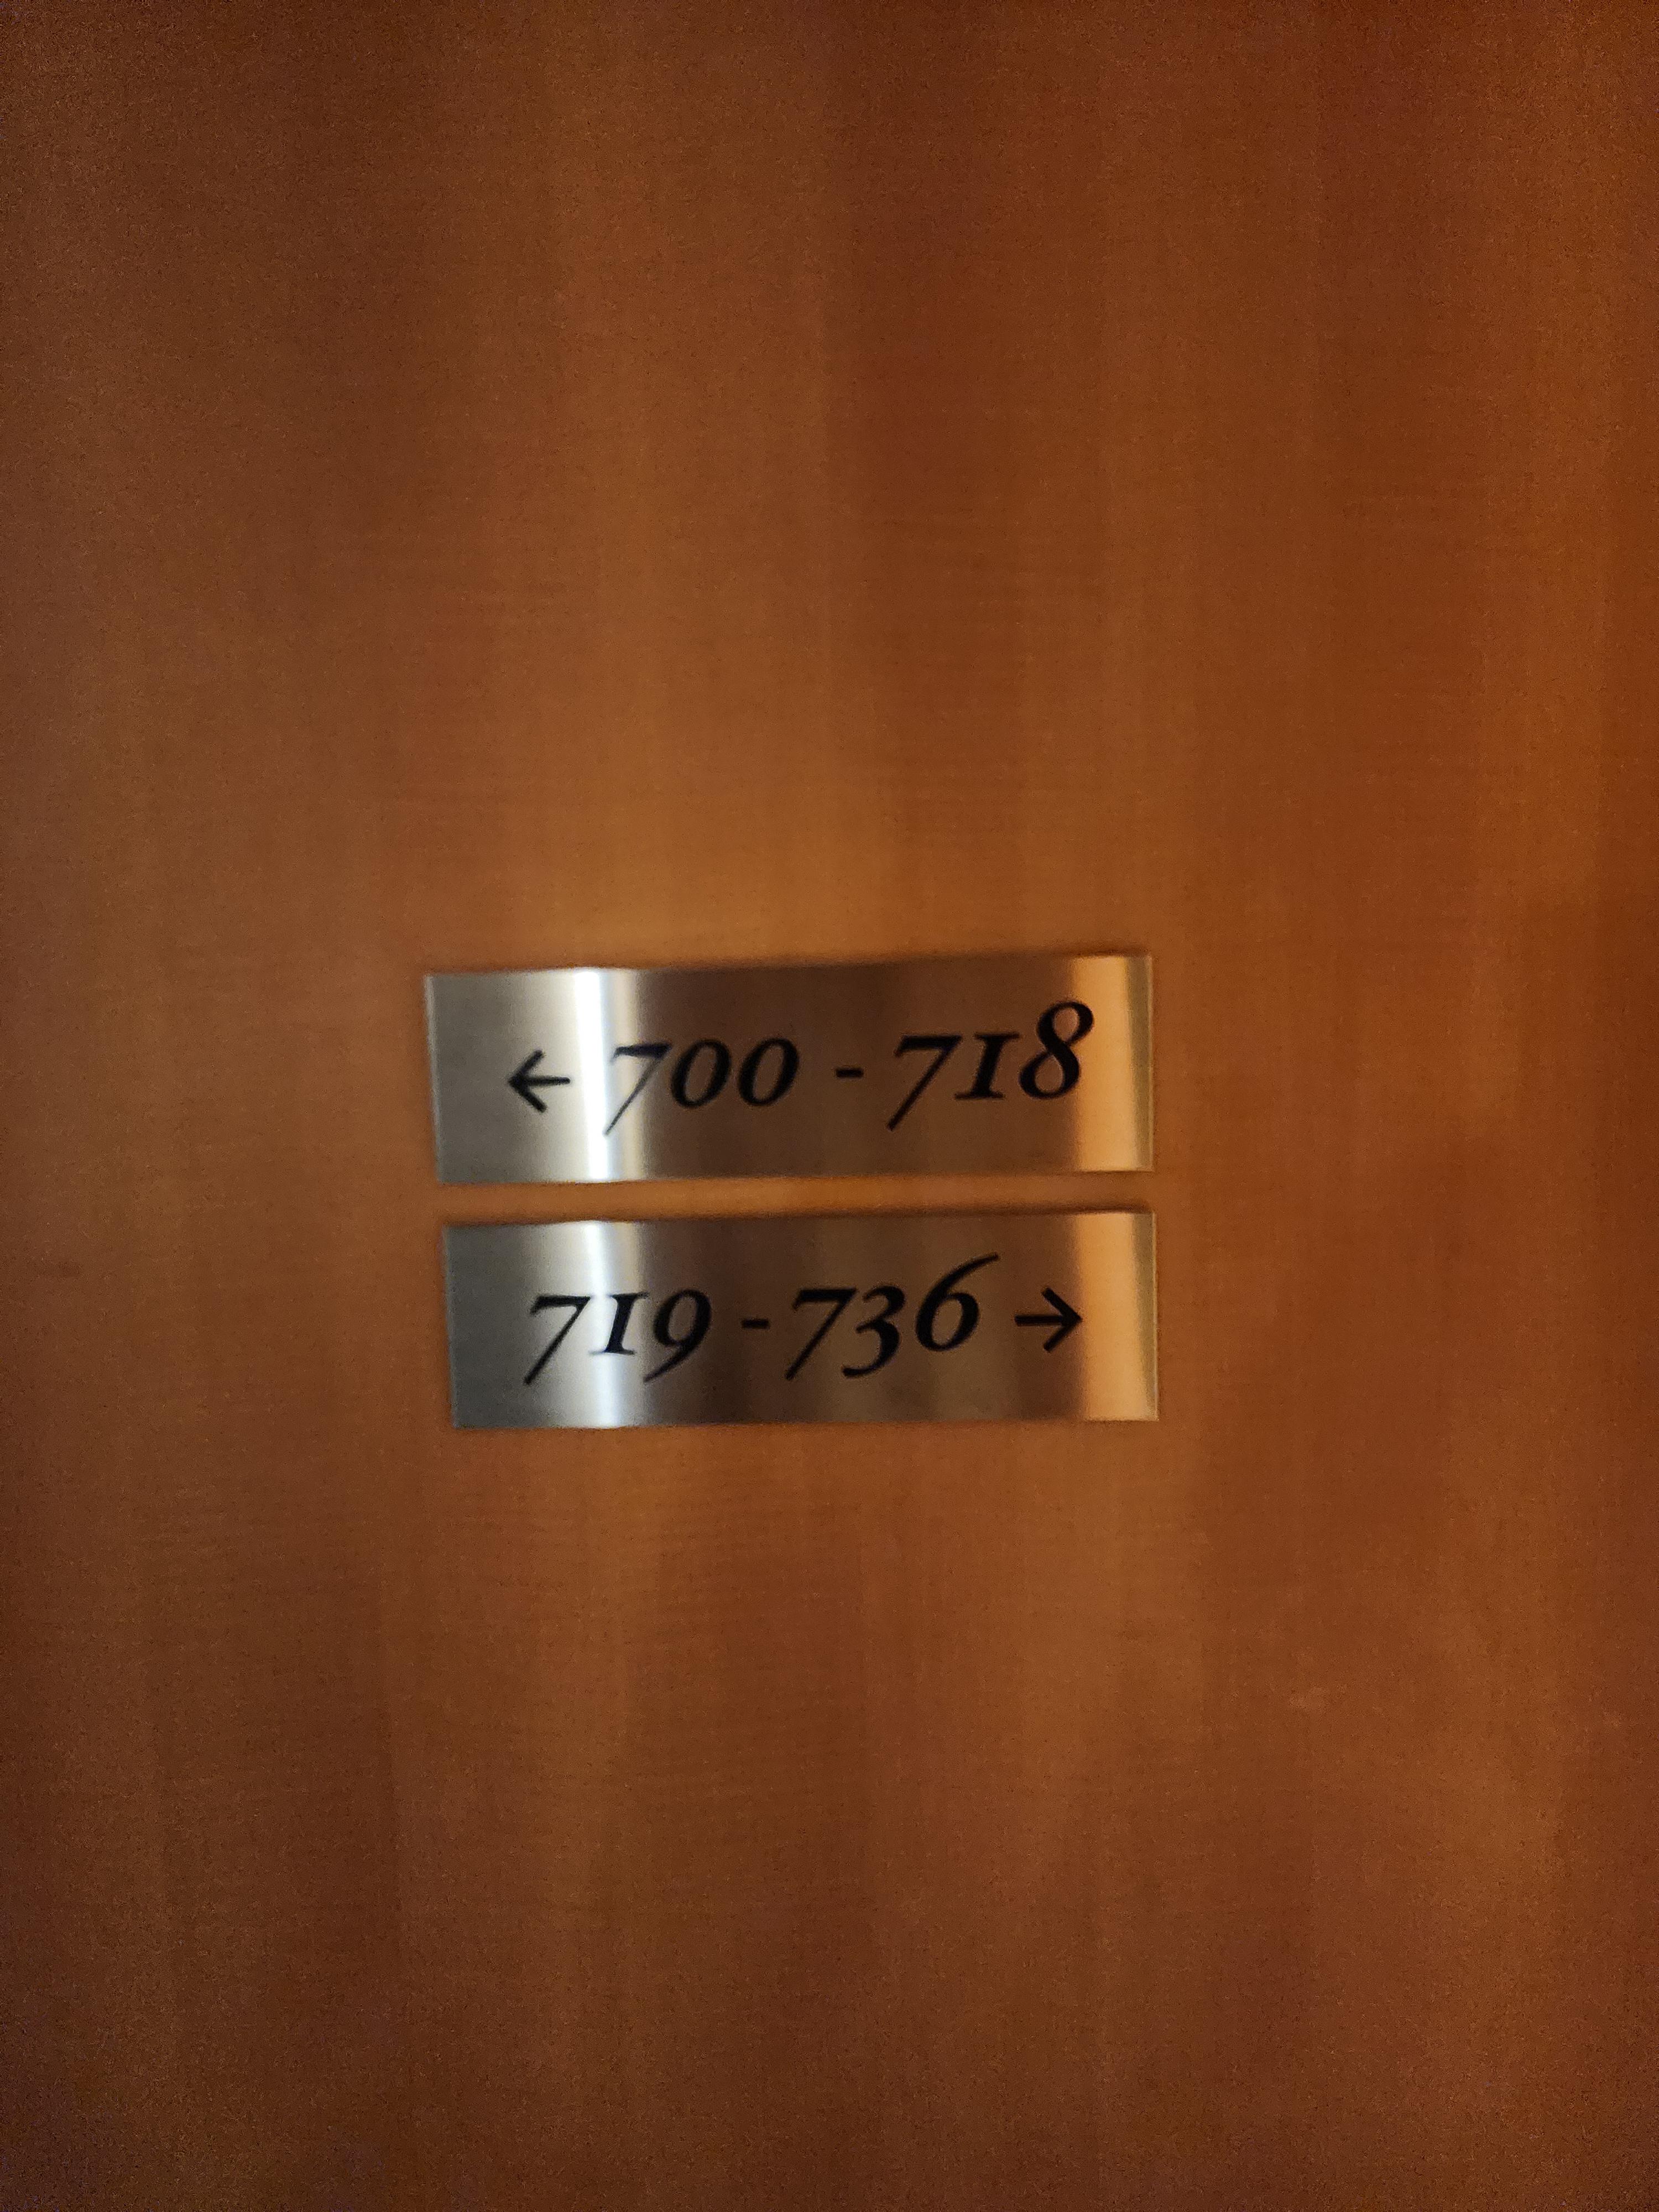 ← 700 - 718
719 - 736 →